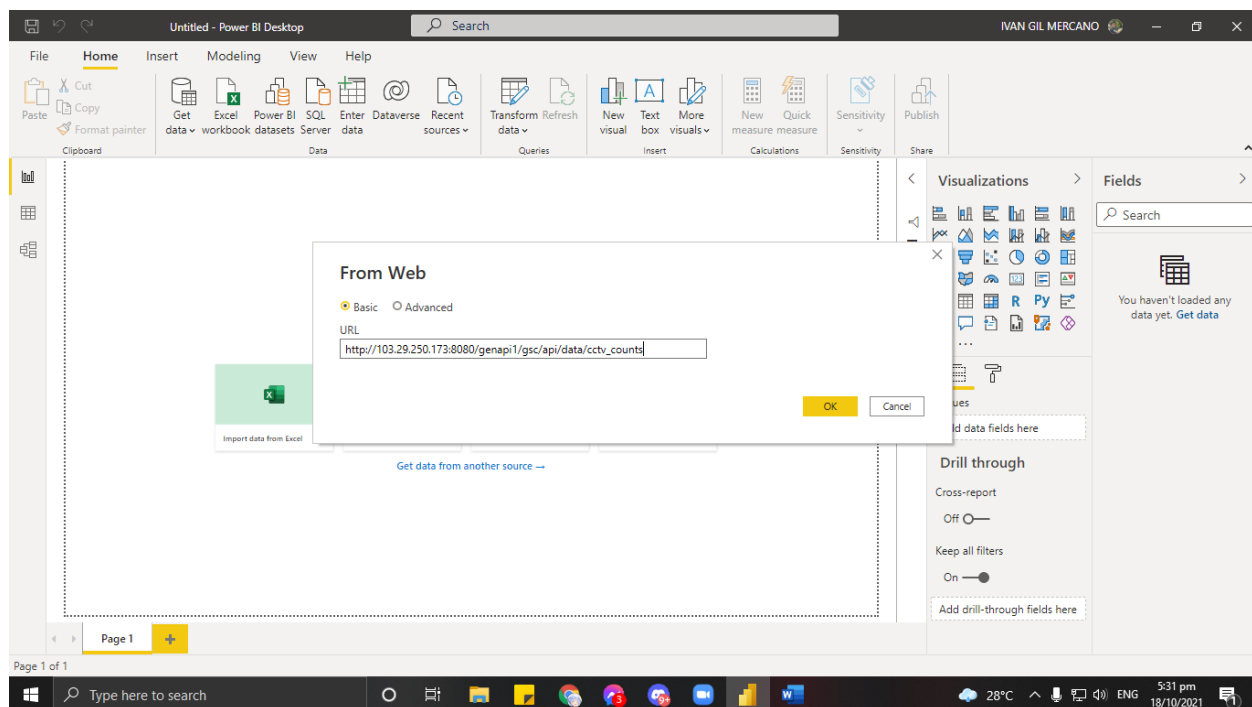 Untitled - Power BI Desktop
Search
IVAN GIL MERCANO
File Home Insert Modeling View Help
Paste
Cut
Copy
Format painter
Clipboard
Get data
Excel workbook
Power BI datasets
SQL Server
Enter data
Dataverse
Recent sources
Data
Transform data
Refresh
Queries
New visual
Text box
More visuals
Insert
New measure
Quick measure
Calculations
Sensitivity
Sensitivity
Publish
Share
From Web
Basic Advanced
URL
http://103.29.250.173:8080/genapi1/gsc/api/data/cctv_counts
OK Cancel
Import data from Excel
Get data from another source →
Visualizations
R Py
123
...
ues
ld data fields here
Drill through
Cross-report
Off
Keep all filters
On
Add drill-through fields here
Fields
Search
You haven't loaded any
data yet. Get data
Page 1
Page 1 of 1
Type here to search
28°C
ENG
5:31 pm
18/10/2021